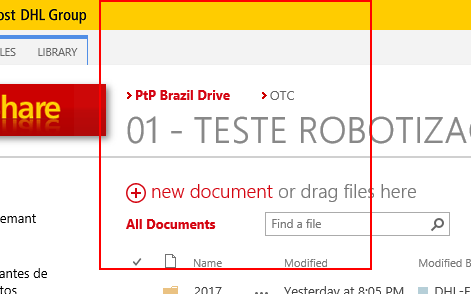 ost DHL Group
LES LIBRARY
hare
PtP Brazil Drive OTC
01 - TESTE ROBOTIZAÇ
new document or drag files here
emant
All Documents Find a file
Name Modified Modified B
antes de
2017 ... Yesterday at 8:05 PM DHL-E
tos